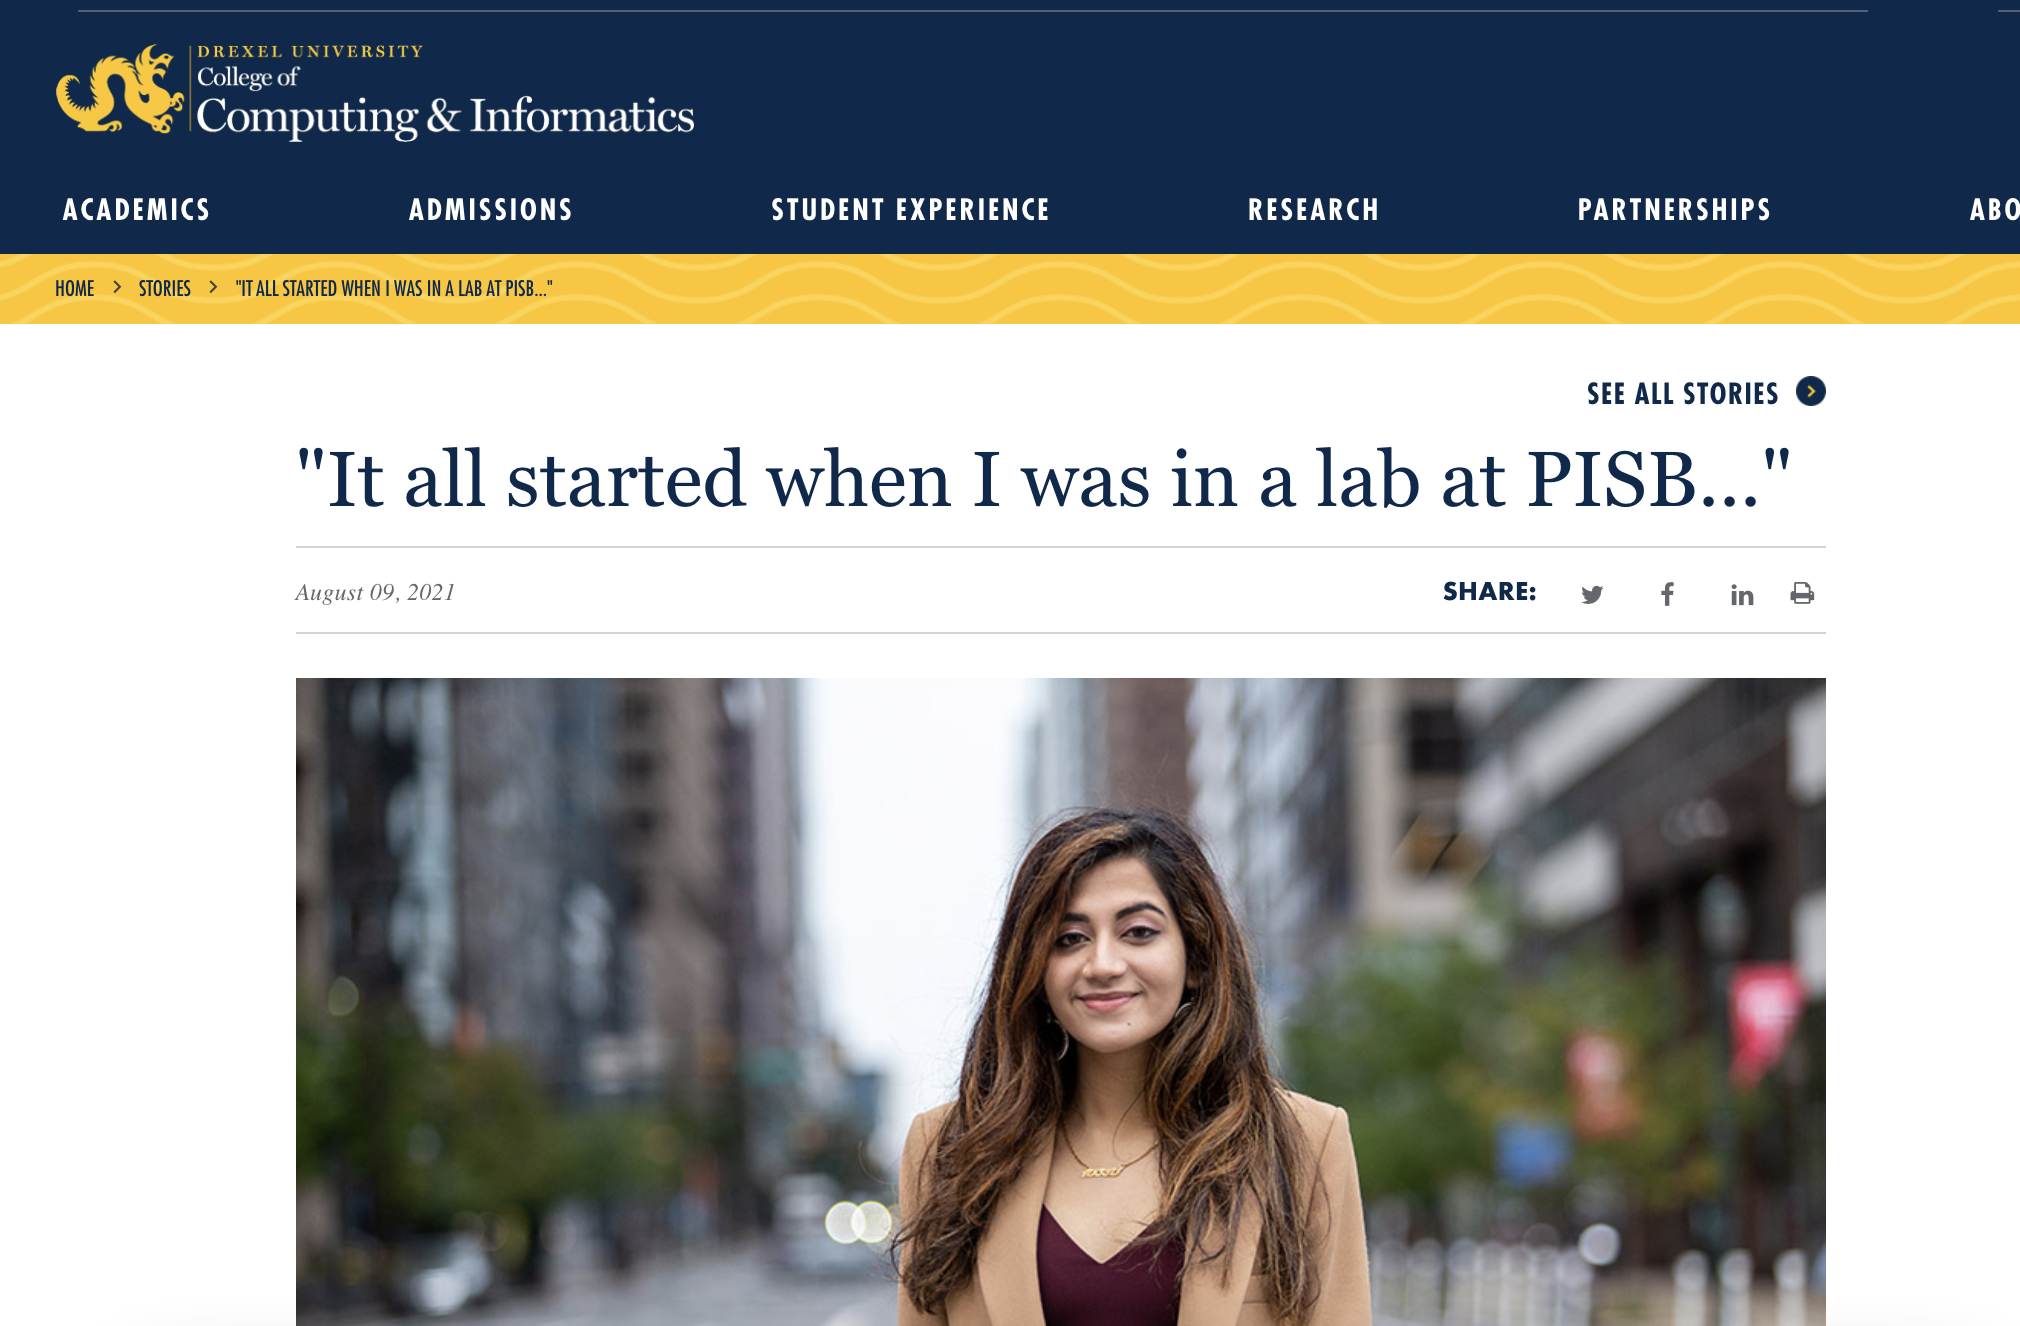 DREXEL UNIVERSITY
College of
Computing & Informatics
ACADEMICS ADMISSIONS STUDENT EXPERIENCE RESEARCH PARTNERSHIPS ABO
HOME > STORIES > "IT ALL STARTED WHEN I WAS IN A LAB AT PISB..."
SEE ALL STORIES
"It all started when I was in a lab at PISB..."
August 09, 2021 SHARE: